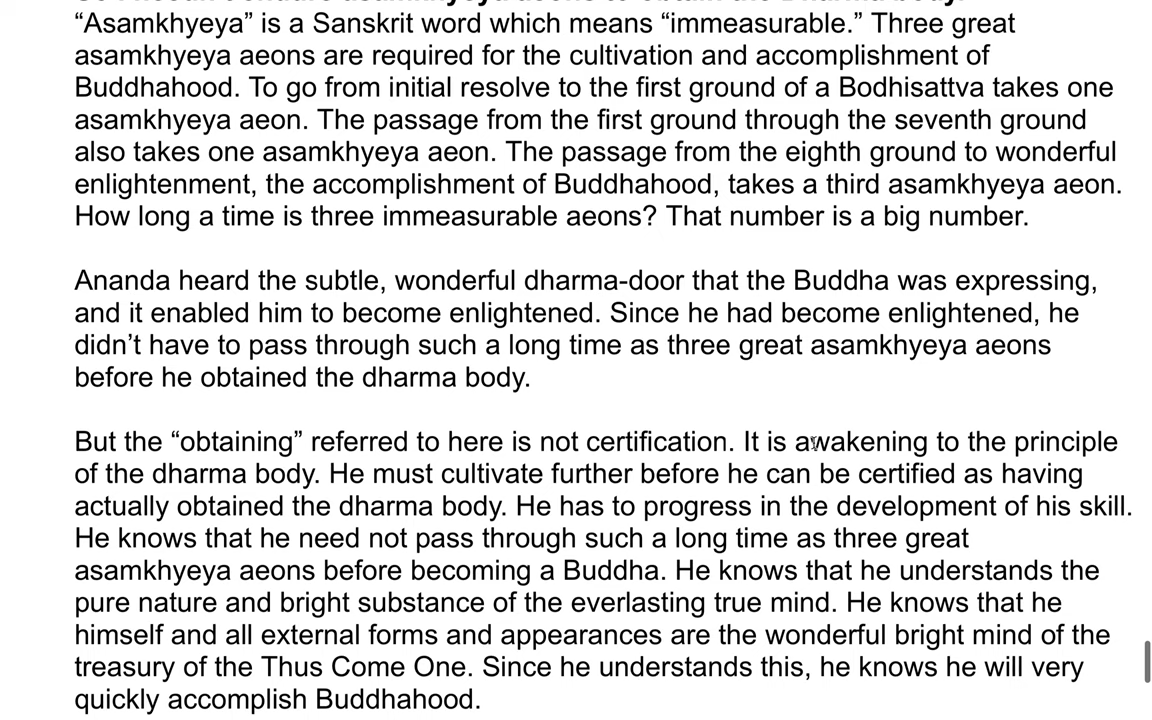 “Asamkhyeya” is a Sanskrit word which means “immeasurable.” Three great
asamkhyeya aeons are required for the cultivation and accomplishment of
Buddhahood. To go from initial resolve to the first ground of a Bodhisattva takes one
asamkhyeya aeon. The passage from the first ground through the seventh ground
also takes one asamkhyeya aeon. The passage from the eighth ground to wonderful
enlightenment, the accomplishment of Buddhahood, takes a third asamkhyeya aeon.
How long a time is three immeasurable aeons? That number is a big number.
Ananda heard the subtle, wonderful dharma-door that the Buddha was expressing,
and it enabled him to become enlightened. Since he had become enlightened, he
didn’t have to pass through such a long time as three great asamkhyeya aeons
before he obtained the dharma body.
But the “obtaining” referred to here is not certification. It is awakening to the principle
of the dharma body. He must cultivate further before he can be certified as having
actually obtained the dharma body. He has to progress in the development of his skill.
He knows that he need not pass through such a long time as three great
asamkhyeya aeons before becoming a Buddha. He knows that he understands the
pure nature and bright substance of the everlasting true mind. He knows that he
himself and all external forms and appearances are the wonderful bright mind of the
treasury of the Thus Come One. Since he understands this, he knows he will very
quickly accomplish Buddhahood.